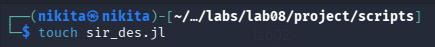 ┌──(nikita㉿nikita)-[~/…/labs/lab08/project/scripts]
└─$ touch sir_des.jl